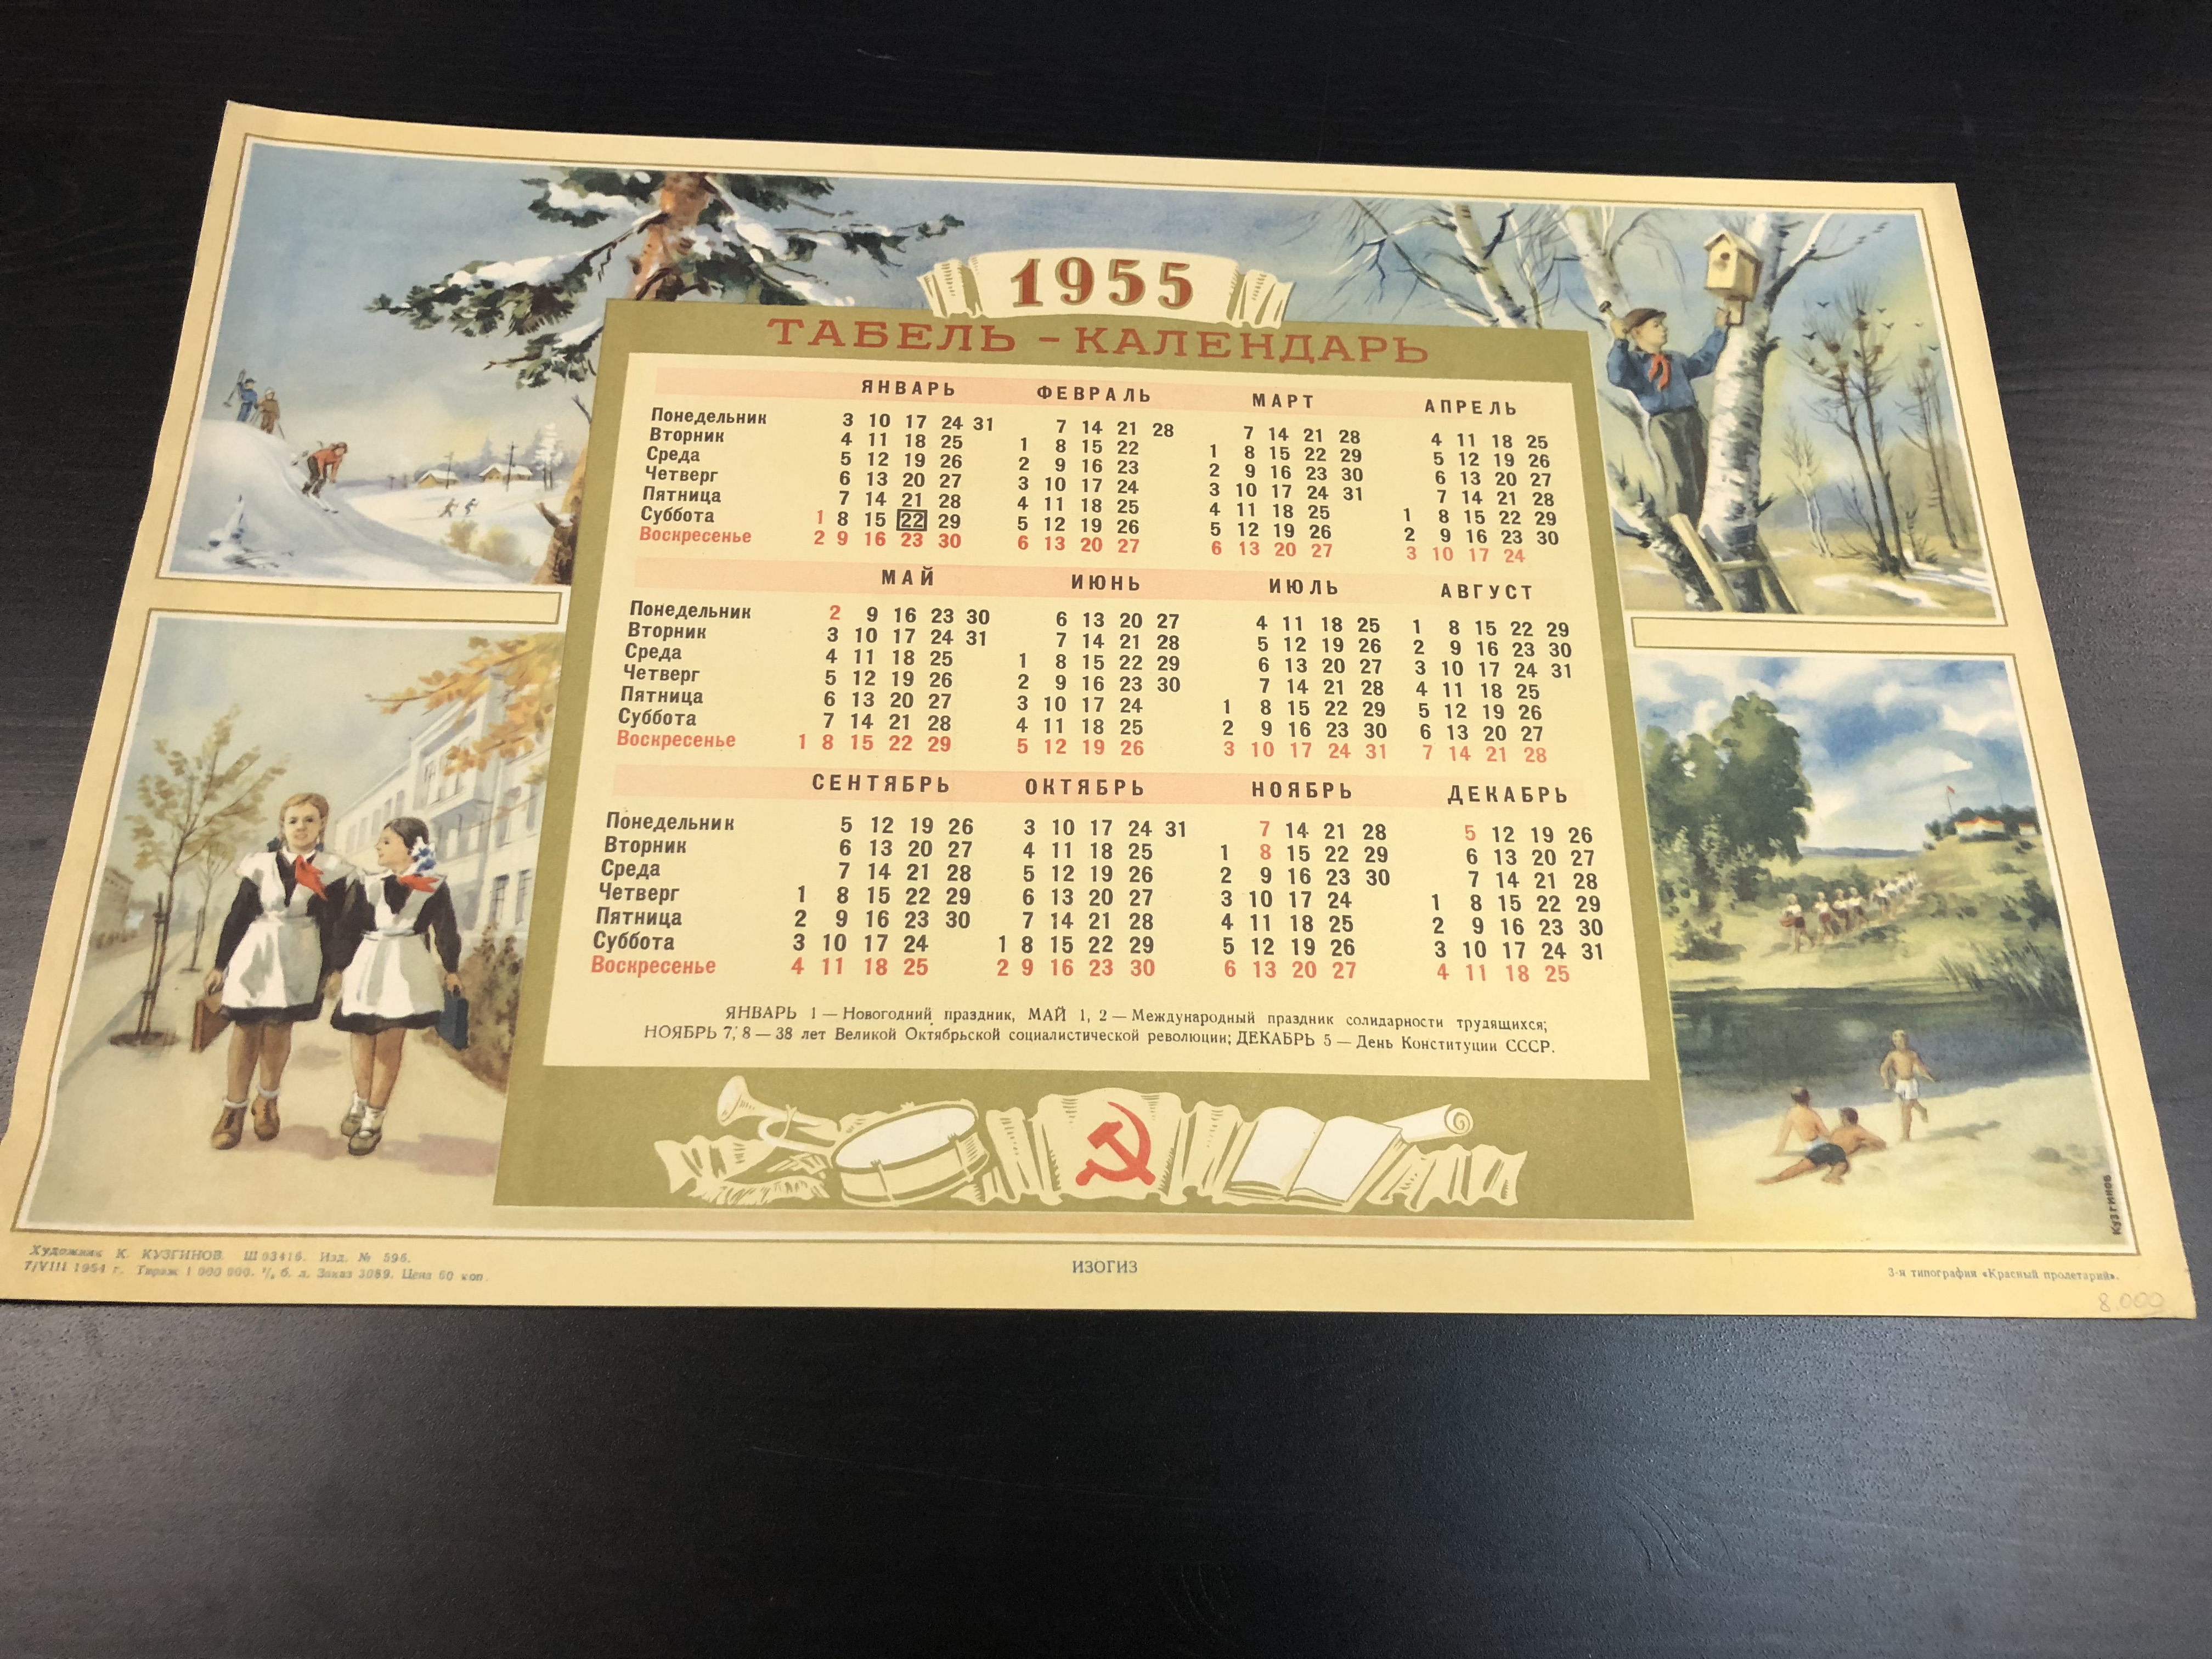 1955
ТАБЕЛЬ - КАЛЕНДАРЬ
ЯНВАРЬ ФЕВРАЛЬ МАРТ АПРЕЛЬ
Понедельник 3 10 17 24 31 7 14 21 28 7 14 21 28 4 11 18 25
Вторник 4 11 18 25 1 8 15 22 1 8 15 22 29 5 12 19 26
Среда 5 12 19 26 2 9 16 23 2 9 16 23 30 6 13 20 27
Четверг 6 13 20 27 3 10 17 24 3 10 17 24 31 7 14 21 28
Пятница 7 14 21 28 4 11 18 25 4 11 18 25 1 8 15 22 29
Суббота 1 8 15 22 29 5 12 19 26 5 12 19 26 2 9 16 23 30
Воскресенье 2 9 16 23 30 6 13 20 27 6 13 20 27 3 10 17 24
МАЙ ИЮНЬ ИЮЛЬ АВГУСТ
Понедельник 2 9 16 23 30 6 13 20 27 4 11 18 25 1 8 15 22 29
Вторник 3 10 17 24 31 7 14 21 28 5 12 19 26 2 9 16 23 30
Среда 4 11 18 25 1 8 15 22 29 6 13 20 27 3 10 17 24 31
Четверг 5 12 19 26 2 9 16 23 30 7 14 21 28 4 11 18 25
Пятница 6 13 20 27 3 10 17 24 1 8 15 22 29 5 12 19 26
Суббота 7 14 21 28 4 11 18 25 2 9 16 23 30 6 13 20 27
Воскресенье 1 8 15 22 29 5 12 19 26 3 10 17 24 31 7 14 21 28
СЕНТЯБРЬ ОКТЯБРЬ НОЯБРЬ ДЕКАБРЬ
Понедельник 5 12 19 26 3 10 17 24 31 7 14 21 28 5 12 19 26
Вторник 6 13 20 27 4 11 18 25 1 8 15 22 29 6 13 20 27
Среда 7 14 21 28 5 12 19 26 2 9 16 23 30 7 14 21 28
Четверг 1 8 15 22 29 6 13 20 27 3 10 17 24 1 8 15 22 29
Пятница 2 9 16 23 30 7 14 21 28 4 11 18 25 2 9 16 23 30
Суббота 3 10 17 24 1 8 15 22 29 5 12 19 26 3 10 17 24 31
Воскресенье 4 11 18 25 2 9 16 23 30 6 13 20 27 4 11 18 25
ЯНВАРЬ 1 — Новогодний праздник, МАЙ 1, 2 — Международный праздник солидарности трудящихся;
НОЯБРЬ 7, 8 — 38 лет Великой Октябрьской социалистической революции; ДЕКАБРЬ 5 — День Конституции СССР.
Кузгинов
Художник К. КУЗГИНОВ. Ш 03416. Изд. № 596.
7/VIII 1954 г. Тираж 1 000 000. б. л. Заказ 3089. Цена 60 коп.
ИЗОГИЗ
3-я типография «Красный пролетарий».
8.000